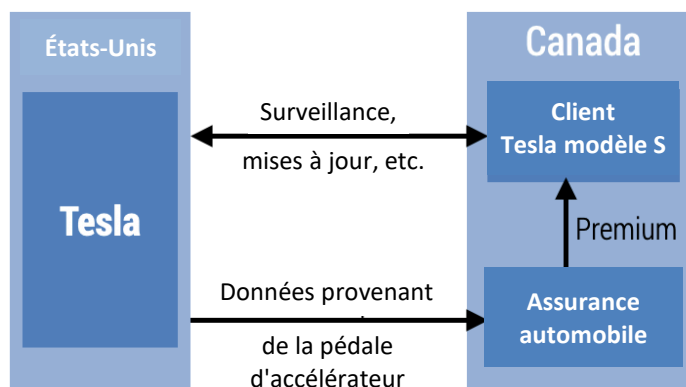 États-Unis
Canada
Tesla
Surveillance,
mises à jour, etc.
Client
Tesla modèle S
Premium
Données provenant
de la pédale
d'accélérateur
Assurance
automobile